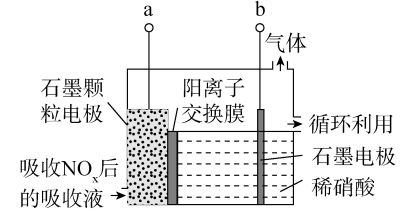 a
b
气体
石墨颗
粒电极
阳离子
交换膜
循环利用
石墨电极
稀硝酸
吸收NOₓ后
的吸收液